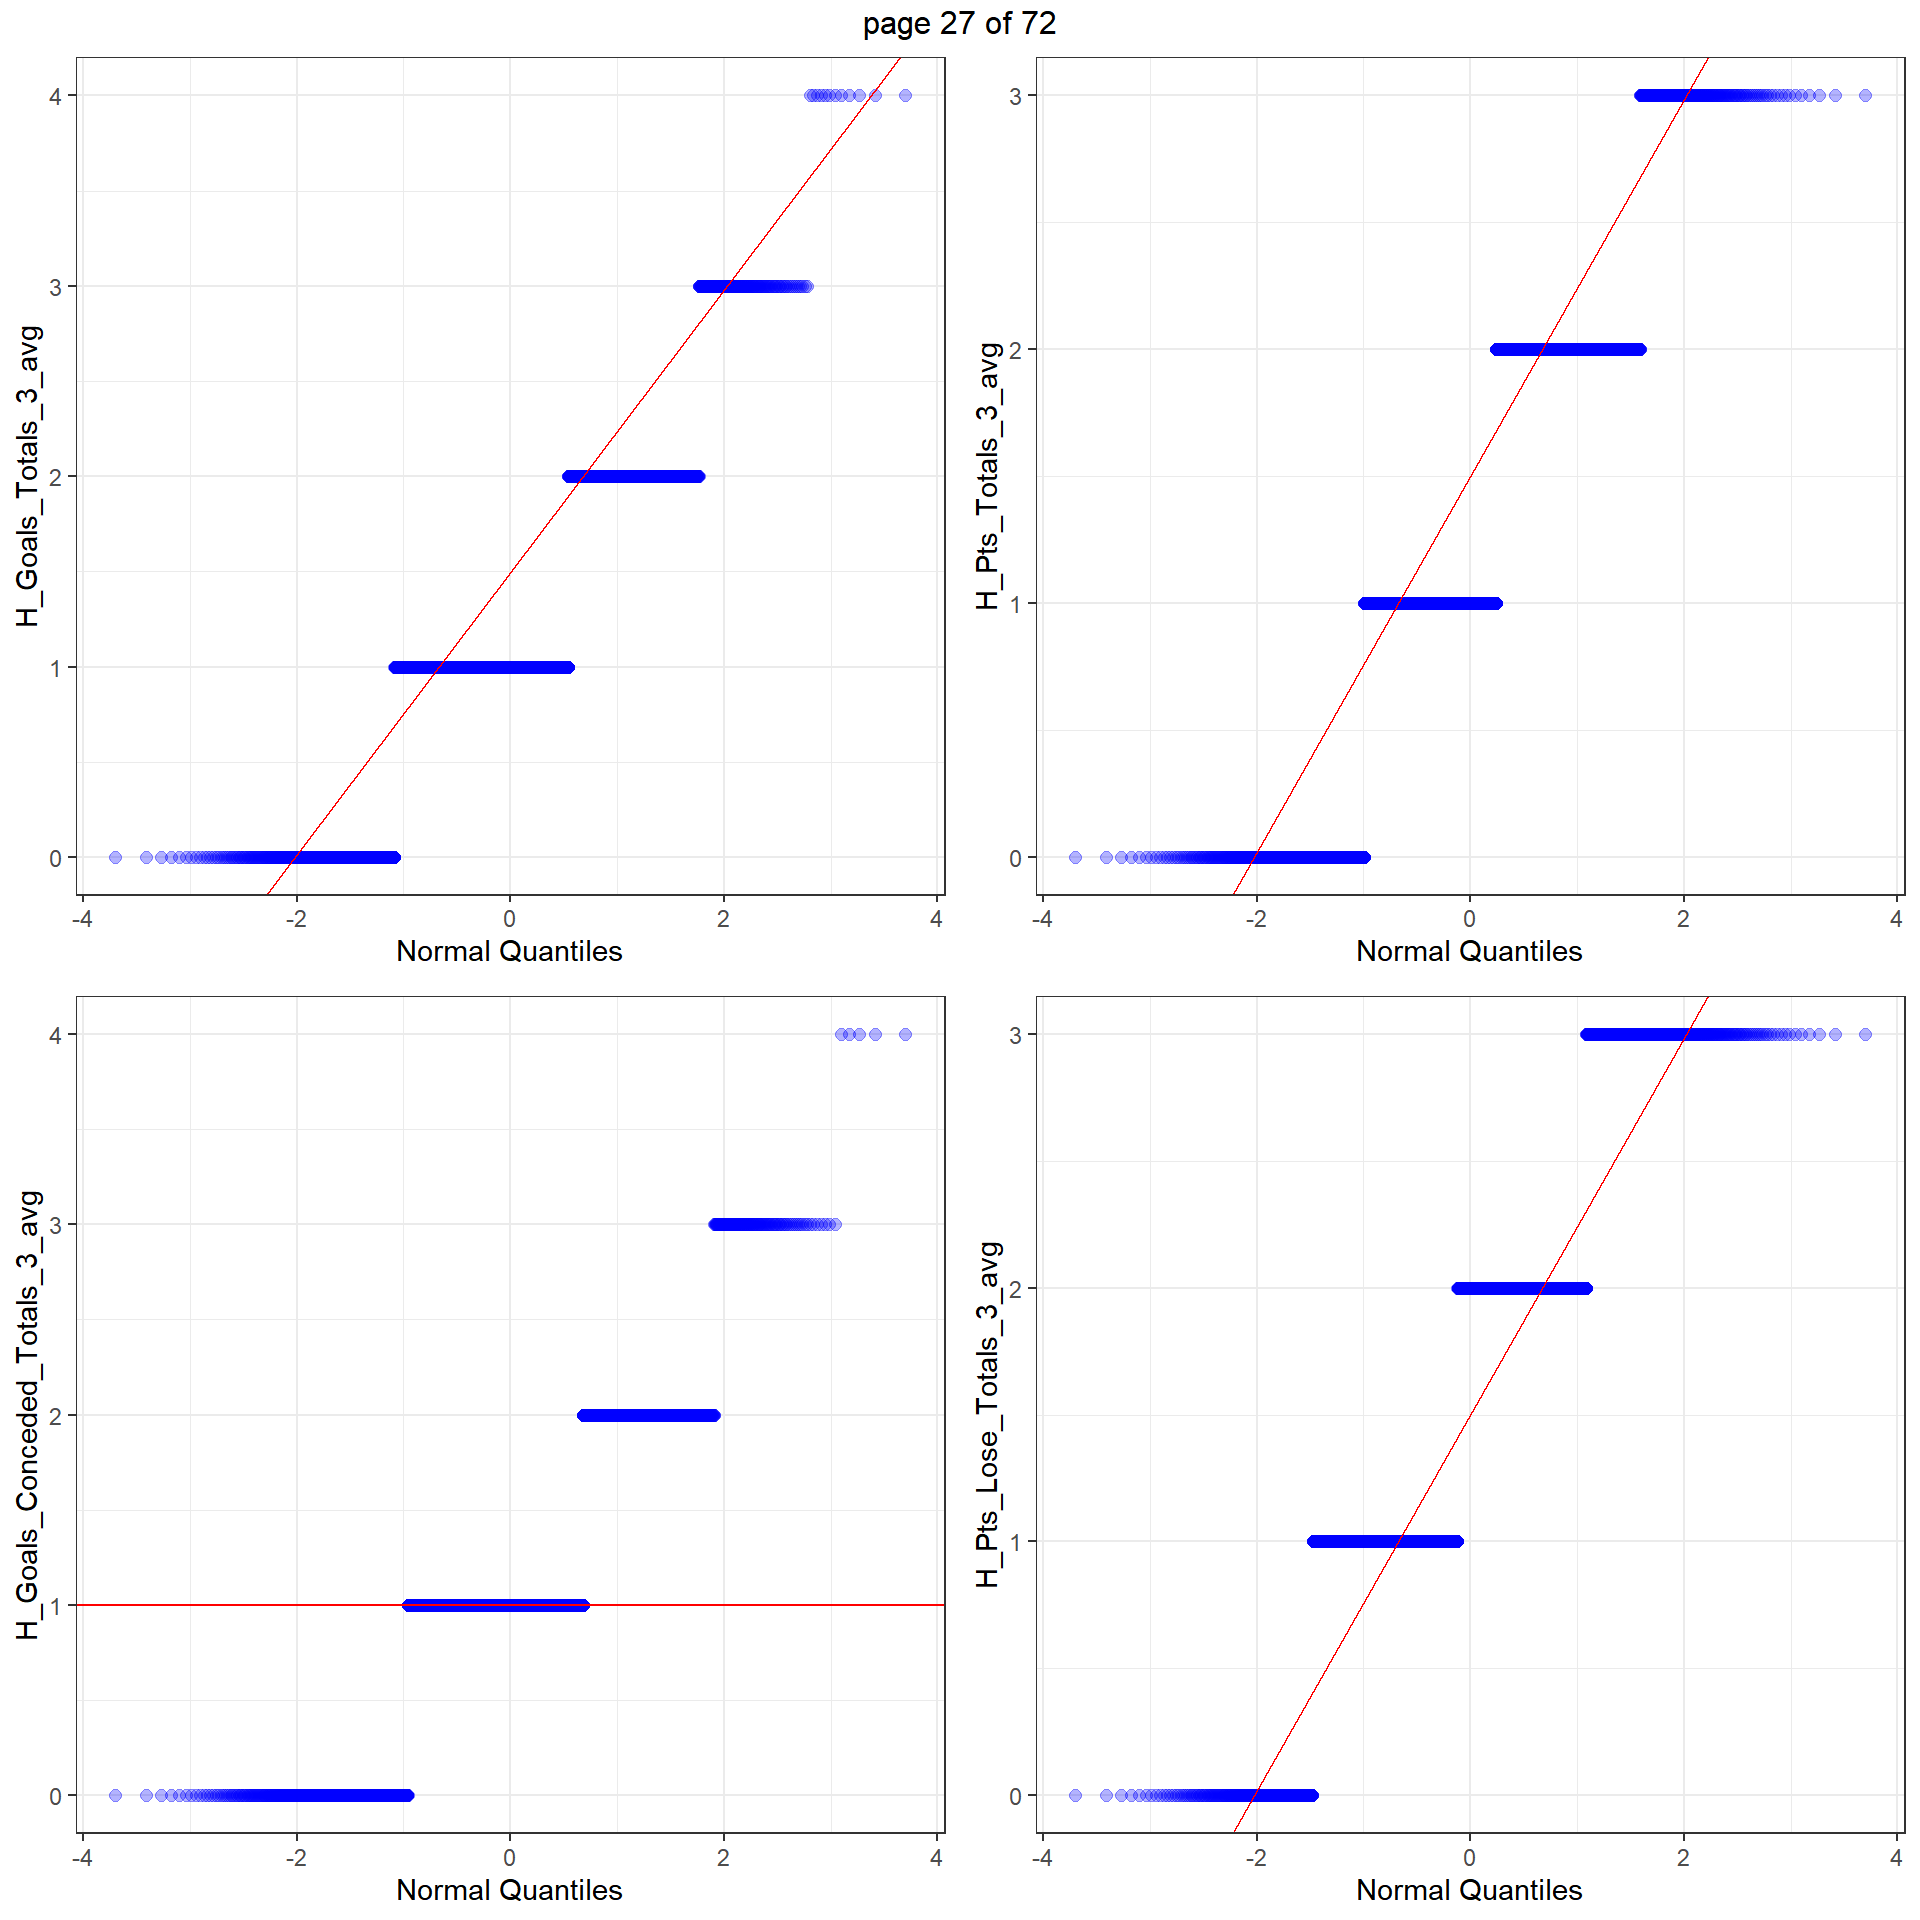 page 27 of 72
H_Goals_Totals_3_avg
4
3
2
1
0
-4 -2 0 2 4
Normal Quantiles
H_Pts_Totals_3_avg
3
2
1
0
-4 -2 0 2 4
Normal Quantiles
H_Goals_Conceded_Totals_3_avg
4
3
2
1
0
-4 -2 0 2 4
Normal Quantiles
H_Pts_Lose_Totals_3_avg
3
2
1
0
-4 -2 0 2 4
Normal Quantiles